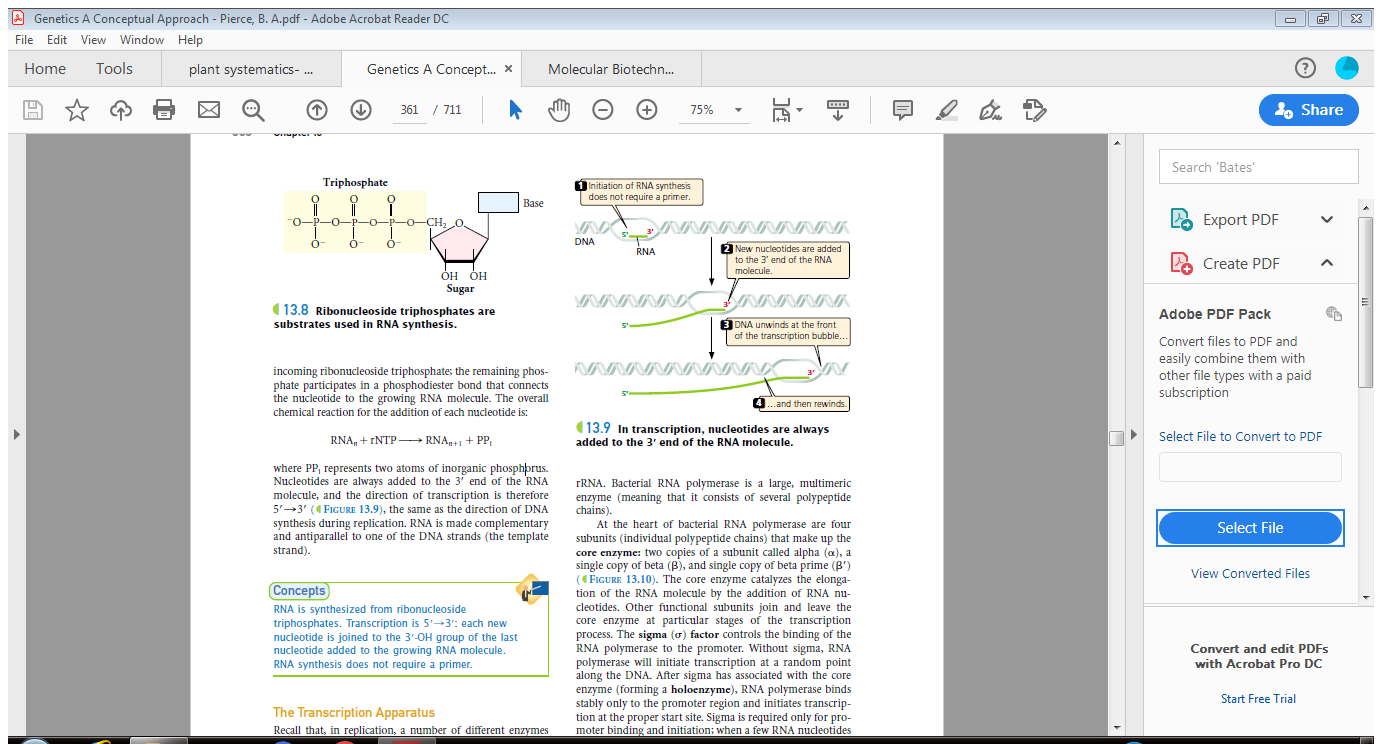 Genetics A Conceptual Approach - Pierce, B. A.pdf - Adobe Acrobat Reader DC
File Edit View Window Help
Home Tools plant systematics- ... Genetics A Concept... × Molecular Biotechn...
361 / 711 75% Share
Triphosphate
O O O
⁻O—P—O—P—O—P—O—CH₂ O Base
O⁻ O⁻ O⁻
OH OH
Sugar
13.8 Ribonucleoside triphosphates are
substrates used in RNA synthesis.
incoming ribonucleoside triphosphate; the remaining phos-
phate participates in a phosphodiester bond that connects
the nucleotide to the growing RNA molecule. The overall
chemical reaction for the addition of each nucleotide is:
RNAₙ + rNTP ⟶ RNAₙ₊₁ + PPᵢ
where PPᵢ represents two atoms of inorganic phosphorus.
Nucleotides are always added to the 3′ end of the RNA
molecule, and the direction of transcription is therefore
5′→3′ (FIGURE 13.9), the same as the direction of DNA
synthesis during replication. RNA is made complementary
and antiparallel to one of the DNA strands (the template
strand).
Concepts
RNA is synthesized from ribonucleoside
triphosphates. Transcription is 5′→3′: each new
nucleotide is joined to the 3′-OH group of the last
nucleotide added to the growing RNA molecule.
RNA synthesis does not require a primer.
The Transcription Apparatus
Recall that, in replication, a number of different enzymes
1 Initiation of RNA synthesis
does not require a primer.
5′ 3′
DNA
RNA
2 New nucleotides are added
to the 3′ end of the RNA
molecule.
3′
5′
3 DNA unwinds at the front
of the transcription bubble...
3′
5′
4 ...and then rewinds.
13.9 In transcription, nucleotides are always
added to the 3′ end of the RNA molecule.
rRNA. Bacterial RNA polymerase is a large, multimeric
enzyme (meaning that it consists of several polypeptide
chains).
At the heart of bacterial RNA polymerase are four
subunits (individual polypeptide chains) that make up the
core enzyme: two copies of a subunit called alpha (α), a
single copy of beta (β), and single copy of beta prime (β′)
(FIGURE 13.10). The core enzyme catalyzes the elonga-
tion of the RNA molecule by the addition of RNA nu-
cleotides. Other functional subunits join and leave the
core enzyme at particular stages of the transcription
process. The sigma (σ) factor controls the binding of the
RNA polymerase to the promoter. Without sigma, RNA
polymerase will initiate transcription at a random point
along the DNA. After sigma has associated with the core
enzyme (forming a holoenzyme), RNA polymerase binds
stably only to the promoter region and initiates transcrip-
tion at the proper start site. Sigma is required only for pro-
moter binding and initiation; when a few RNA nucleotides
Search 'Bates'
Export PDF
Create PDF
Adobe PDF Pack
Convert files to PDF and
easily combine them with
other file types with a paid
subscription
Select File to Convert to PDF
Select File
View Converted Files
Convert and edit PDFs
with Acrobat Pro DC
Start Free Trial